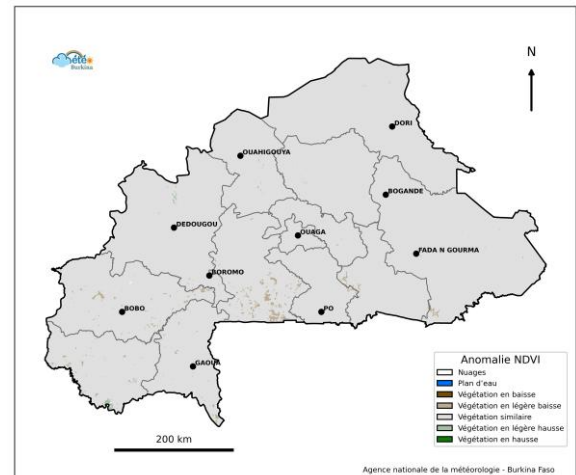 été
Burkina
N
DORI
OUAHIGOUYA
BOGANDE
DEDOUGOU
OUAGA
FADA N GOURMA
BOROMO
BOBO
PO
GAOUA
Anomalie NDVI
Nuages
Plan d'eau
Végétation en baisse
Végétation en légère baisse
Végétation similaire
Végétation en légère hausse
Végétation en hausse
200 km
Agence nationale de la météorologie - Burkina Faso